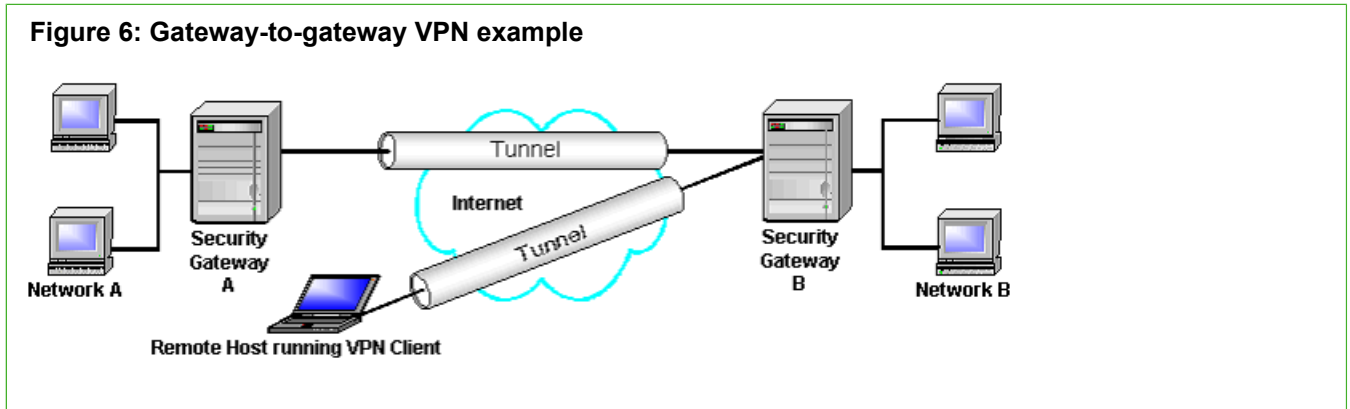 Figure 6: Gateway-to-gateway VPN example
Tunnel
Internet
Tunnel
Security
Gateway
A
Security
Gateway
B
Network A
Network B
Remote Host running VPN Client